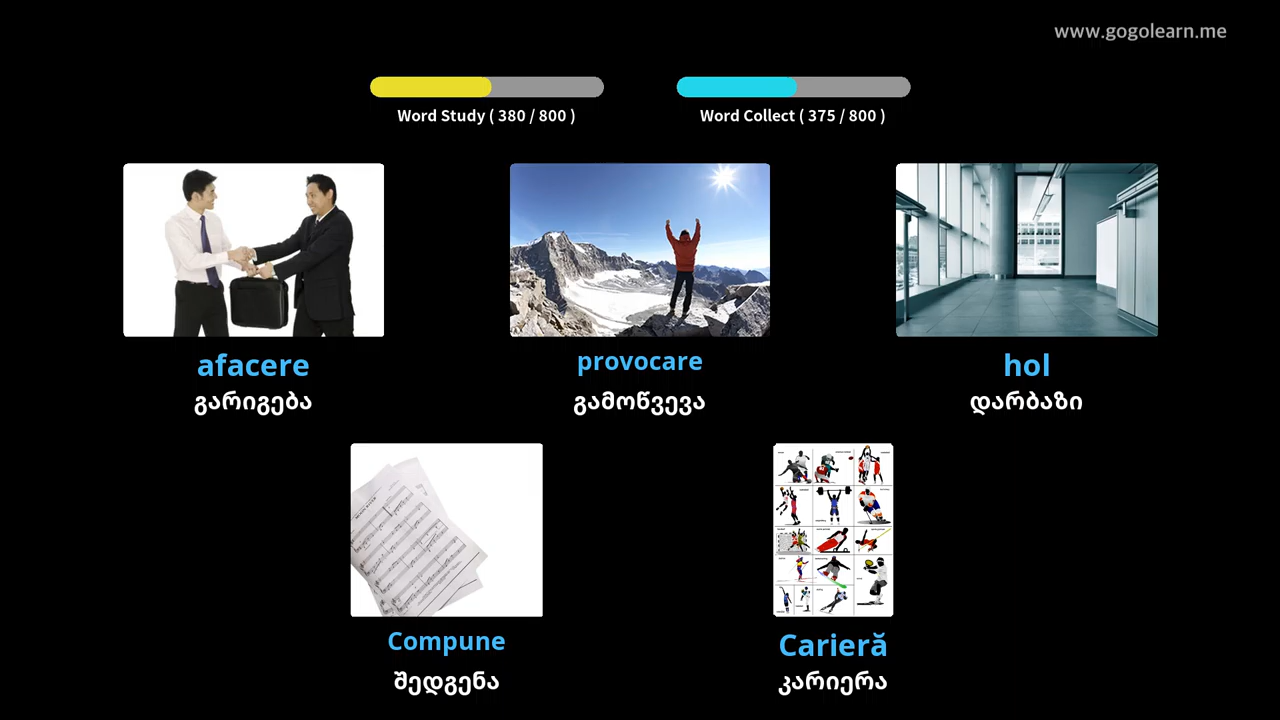 www.gogolearn.me
Word Study ( 380 / 800 )
Word Collect ( 375 / 800 )
afacere
გარიგება
provocare
გამოწვევა
hol
დარბაზი
Compune
შედგენა
Carieră
კარიერა